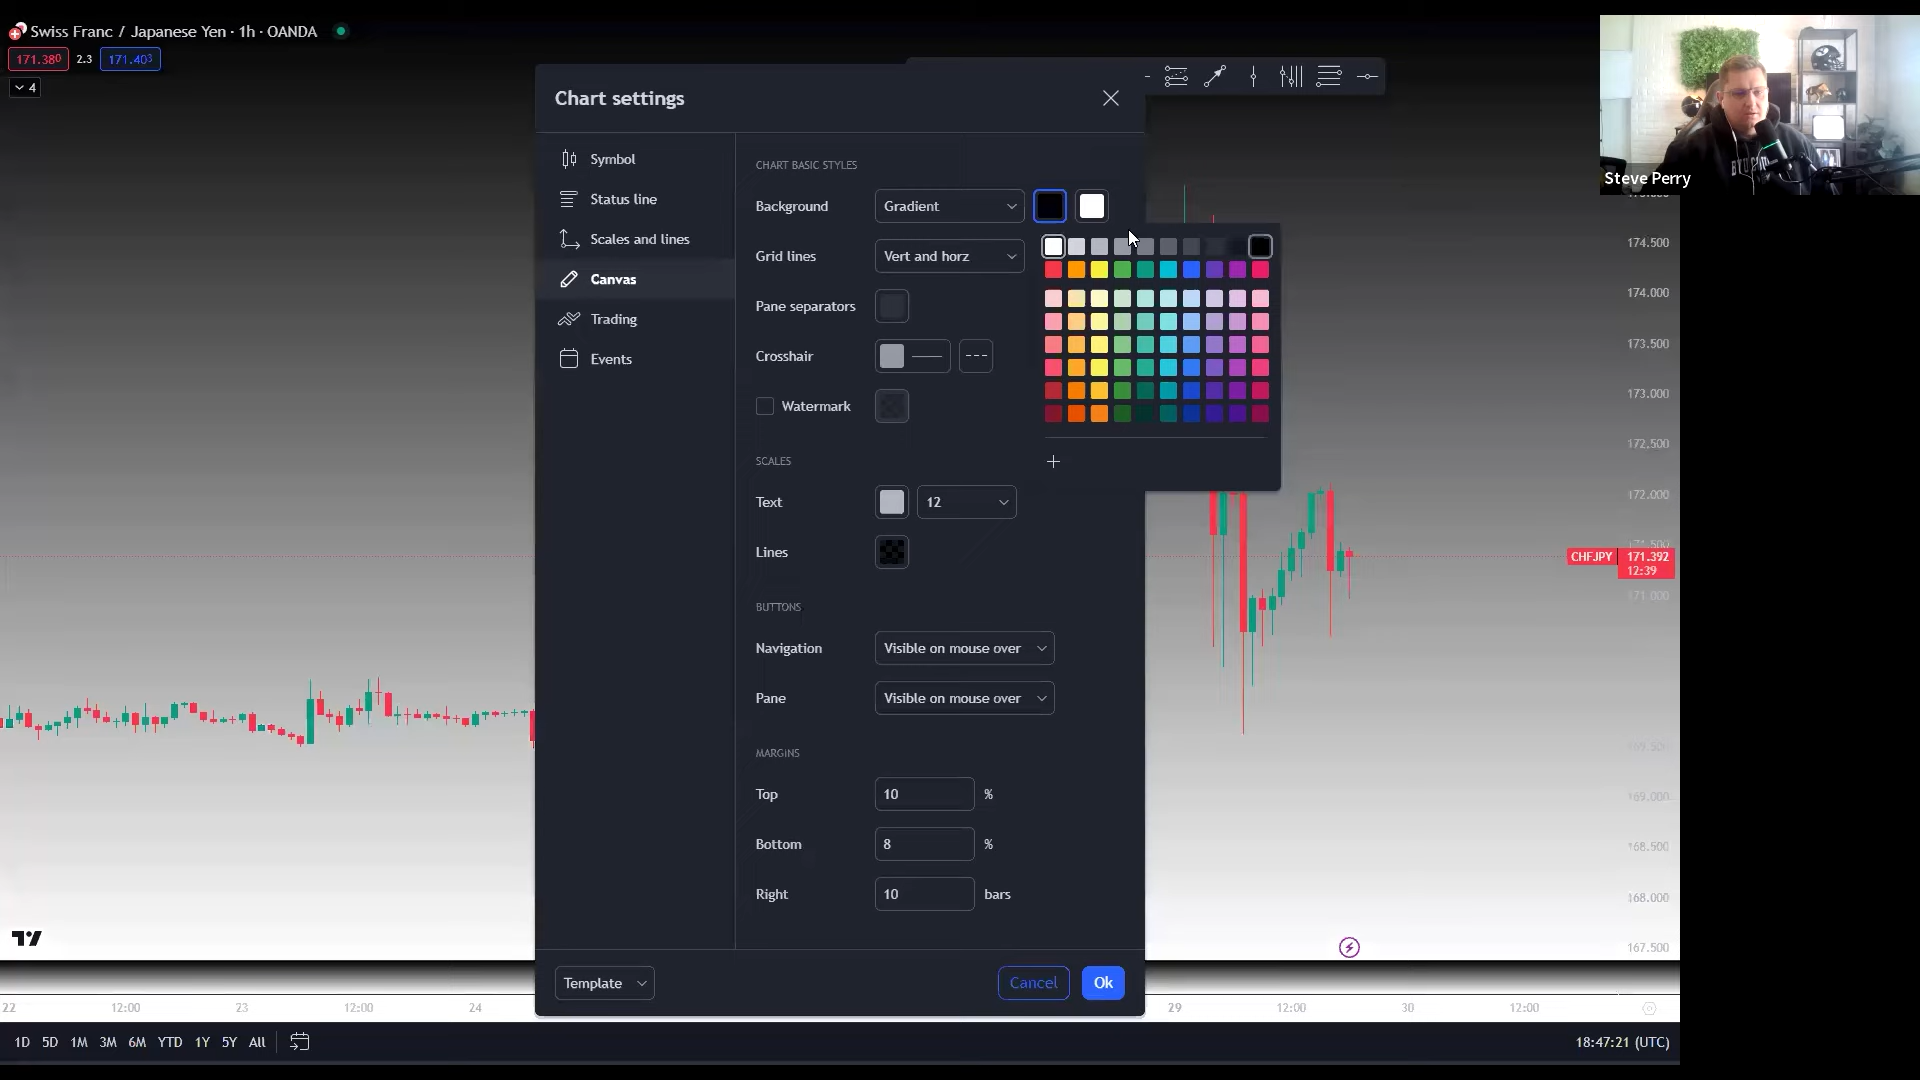 Swiss Franc / Japanese Yen · 1h · OANDA
171.380 2.3 171.403
4
Steve Perry
Chart settings
Symbol
Status line
Scales and lines
Canvas
Trading
Events
CHART BASIC STYLES
Background Gradient
Grid lines Vert and horz
Pane separators
Crosshair
Watermark
SCALES
Text 12
Lines
BUTTONS
Navigation Visible on mouse over
Pane Visible on mouse over
MARGINS
Top 10 %
Bottom 8 %
Right 10 bars
Template Cancel Ok
174.500
174.000
173.500
173.000
172.500
172.000
171.500
CHFJPY 171.392
12:39
171.000
169.500
169.000
168.500
168.000
167.500
22 12:00 23 12:00 24 29 12:00 30 12:00
1D 5D 1M 3M 6M YTD 1Y 5Y All
18:47:21 (UTC)